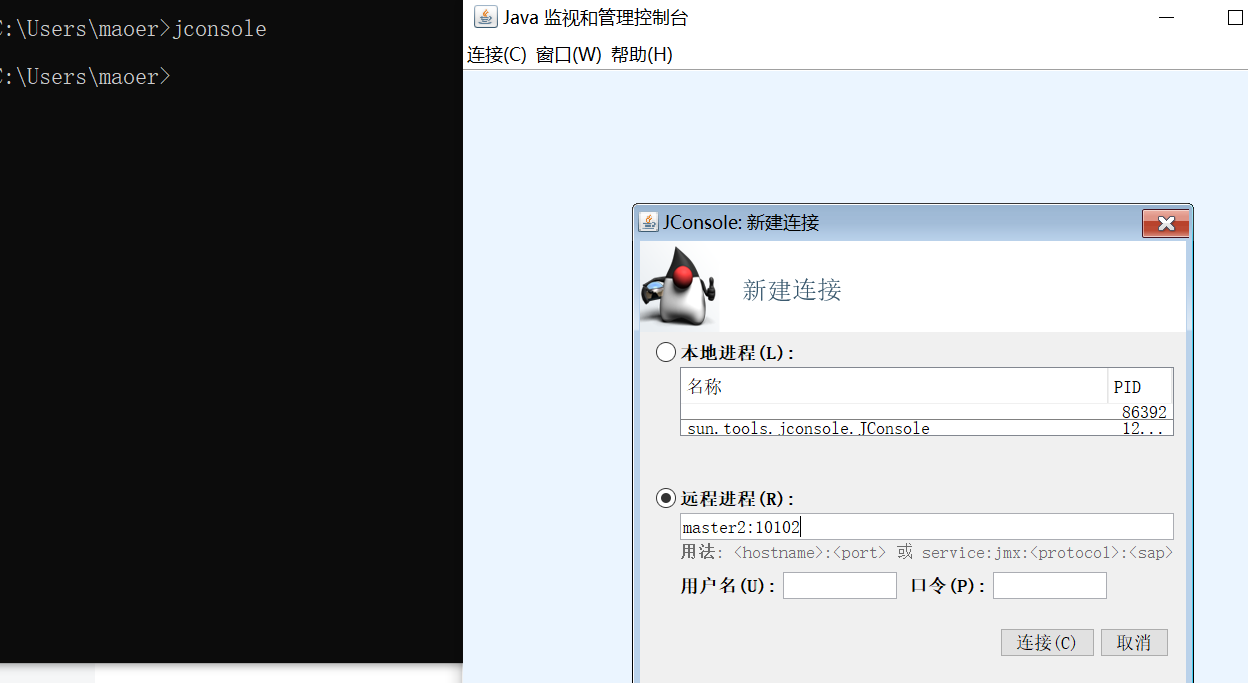 C:\Users\maoer>jconsole
C:\Users\maoer>
Java 监视和管理控制台
连接(C) 窗口(W) 帮助(H)
JConsole: 新建连接
新建连接
本地进程(L):
名称 PID
86392
sun.tools.jconsole.JConsole 12...
远程进程(R):
master2:10102
用法: <hostname>:<port> 或 service:jmx:<protocol>:<sap>
用户名(U): 口令(P):
连接(C) 取消